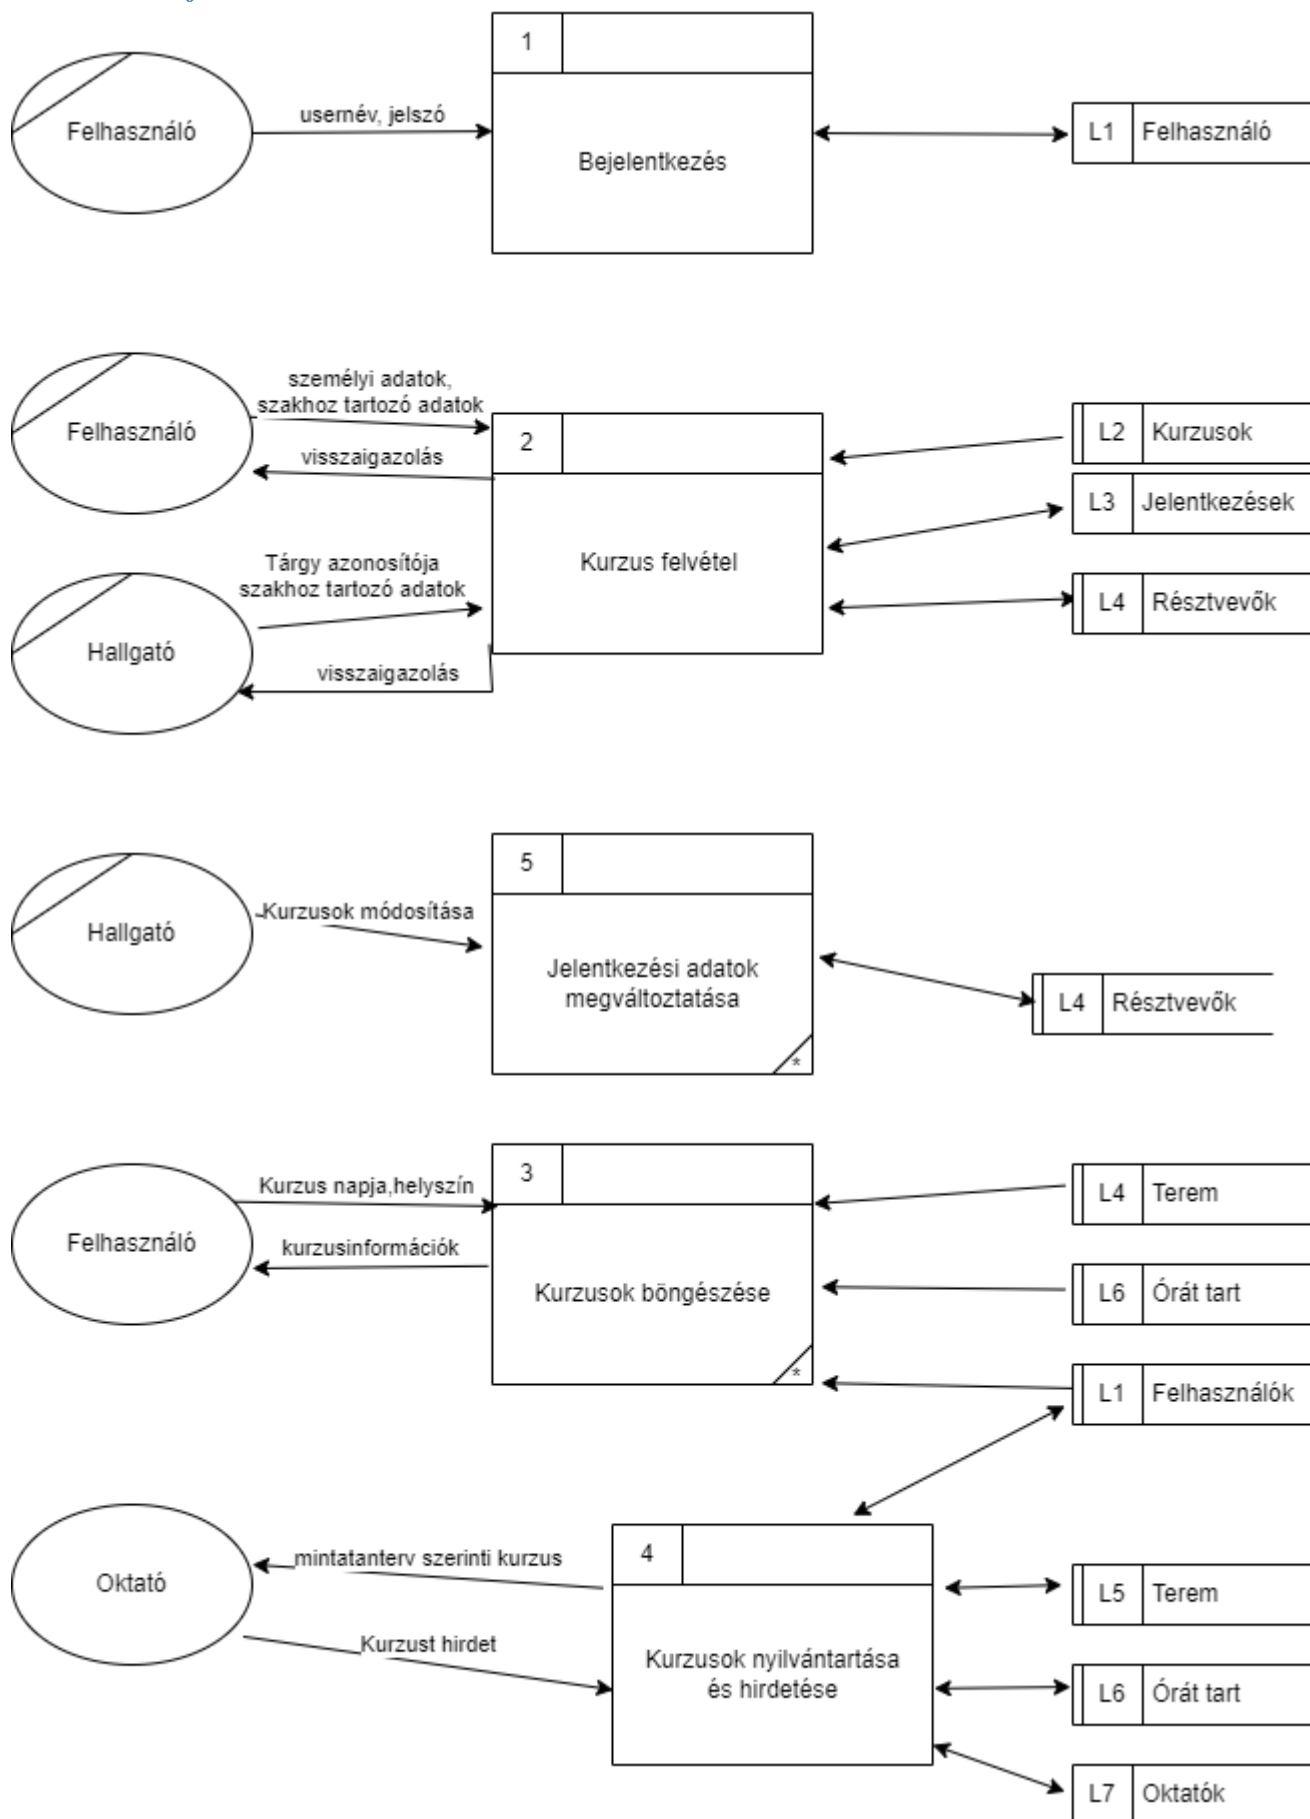 1
usernév, jelszó
Felhasználó
Bejelentkezés
L1 Felhasználó
személyi adatok,
szakhoz tartozó adatok
Felhasználó
visszaigazolás
2
L2 Kurzusok
L3 Jelentkezések
Tárgy azonosítója
szakhoz tartozó adatok
Kurzus felvétel
L4 Résztvevők
Hallgató
visszaigazolás
5
Kurzusok módosítása
Hallgató
Jelentkezési adatok
megváltoztatása
*
L4 Résztvevők
3
Kurzus napja,helyszín
L4 Terem
Felhasználó
kurzusinformációk
Kurzusok böngészése
*
L6 Órát tart
L1 Felhasználók
4
mintatanterv szerinti kurzus
Oktató
L5 Terem
Kurzust hirdet
Kurzusok nyilvántartása
és hirdetése
L6 Órát tart
L7 Oktatók